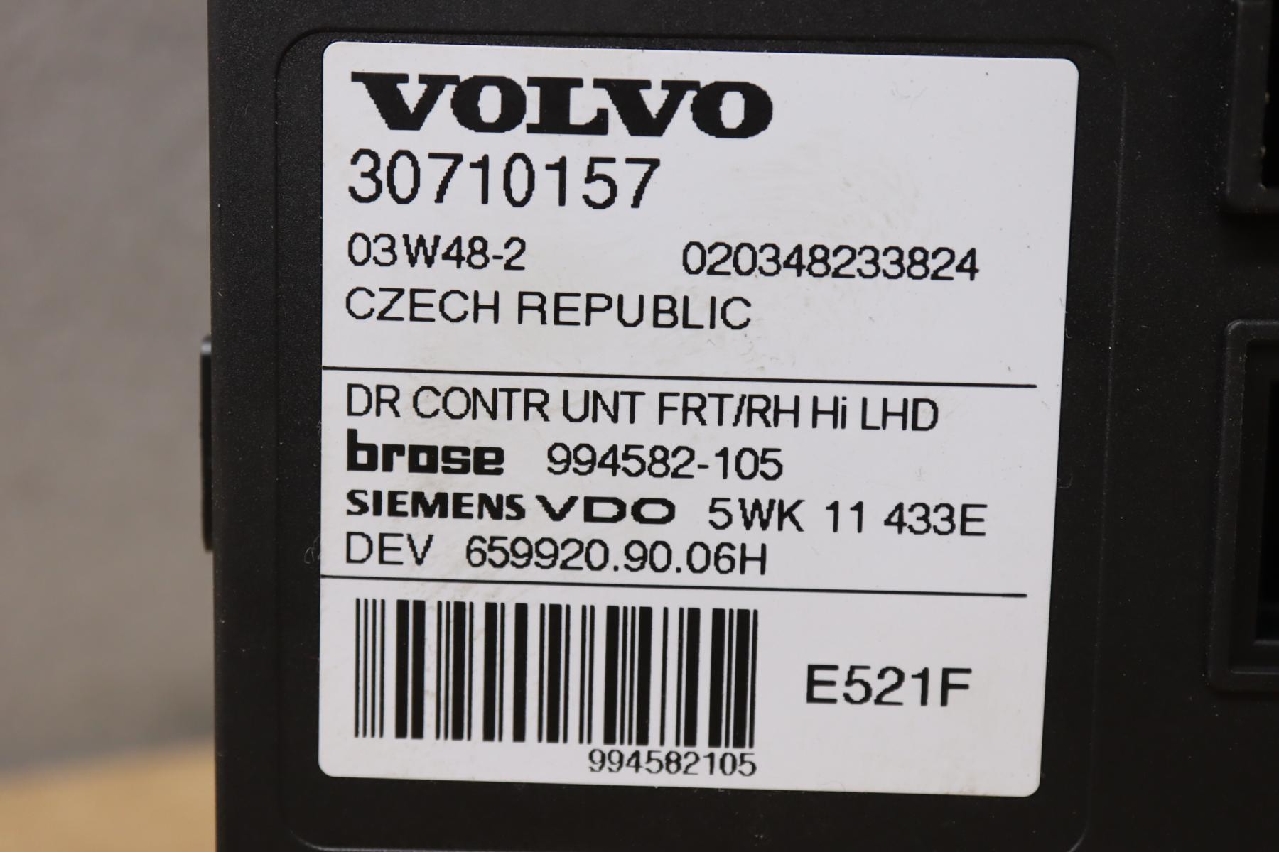 VOLVO
30710157
03W48-2 020348233824
CZECH REPUBLIC
DR CONTR UNT FRT/RH Hi LHD
brose 994582-105
SIEMENS VDO 5WK 11 433E
DEV 659920.90.06H
E521F
994582105